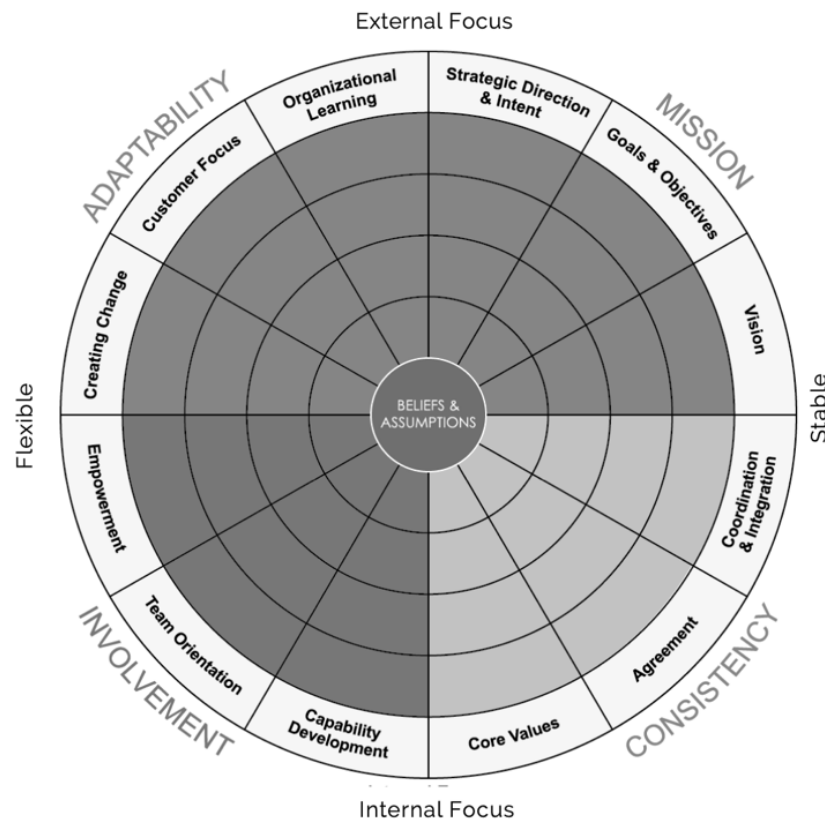 External Focus
ADAPTABILITY
MISSION
Organizational
Learning
Strategic Direction
& Intent
Customer Focus
Goals & Objectives
Creating Change
Vision
Flexible
BELIEFS &
ASSUMPTIONS
Stable
Empowerment
Coordination
& Integration
Team Orientation
Agreement
Capability
Development
Core Values
INVOLVEMENT
CONSISTENCY
Internal Focus